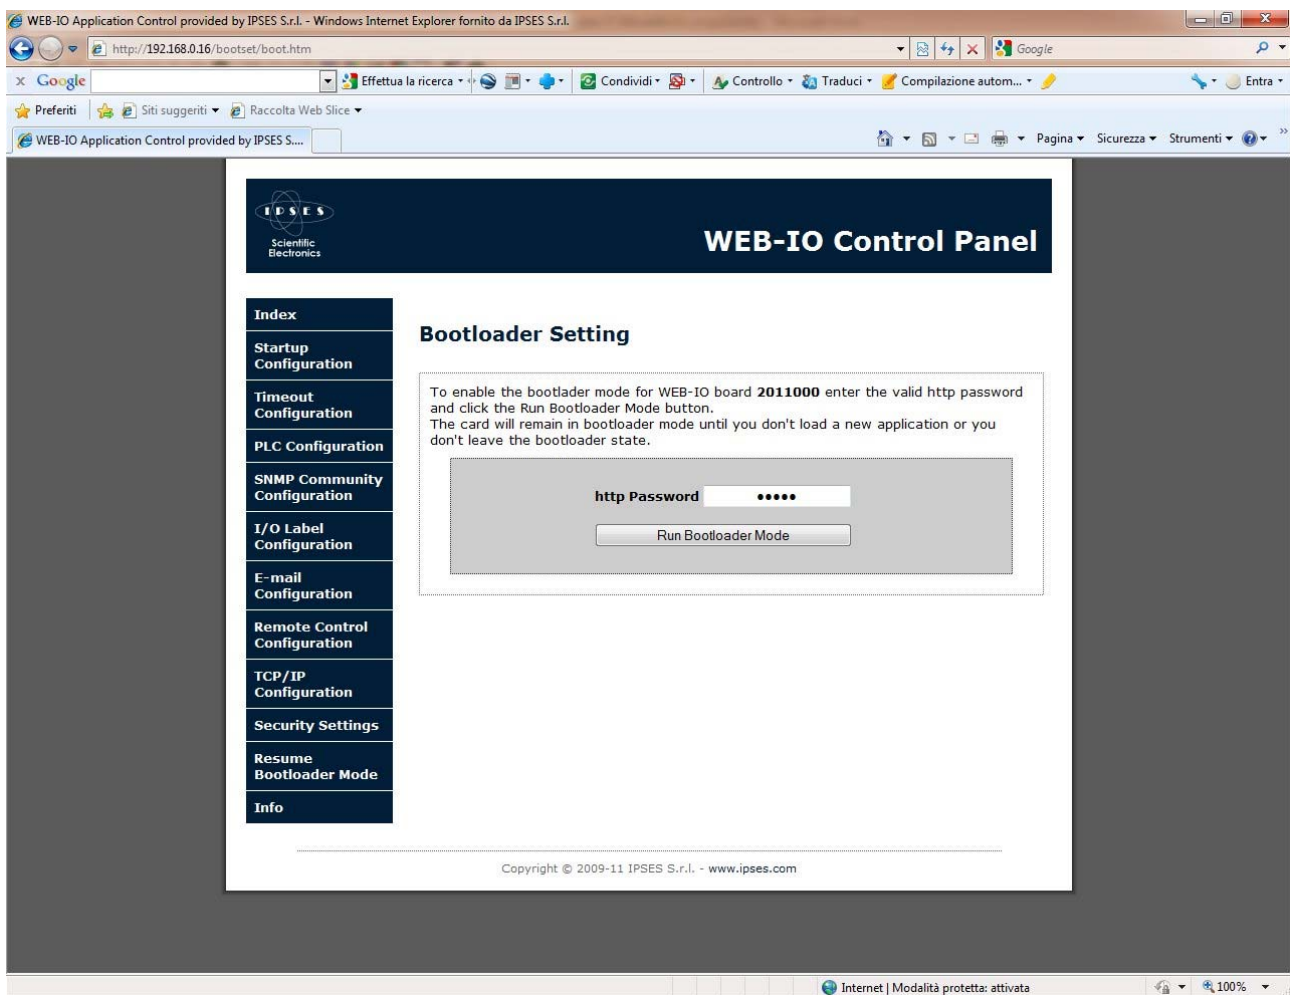 WEB-IO Application Control provided by IPSES S.r.l. - Windows Internet Explorer fornito da IPSES S.r.l.
http://192.168.0.16/bootset/boot.htm
Google
x Google
Effettua la ricerca
Condividi
Controllo
Traduci
Compilazione autom...
Entra
Preferiti
Siti suggeriti
Raccolta Web Slice
WEB-IO Application Control provided by IPSES S....
Pagina
Sicurezza
Strumenti
IPSES
Scientific
Electronics
WEB-IO Control Panel
Index
Startup
Configuration
Timeout
Configuration
PLC Configuration
SNMP Community
Configuration
I/O Label
Configuration
E-mail
Configuration
Remote Control
Configuration
TCP/IP
Configuration
Security Settings
Resume
Bootloader Mode
Info
Bootloader Setting
To enable the bootlader mode for WEB-IO board 2011000 enter the valid http password
and click the Run Bootloader Mode button.
The card will remain in bootloader mode until you don't load a new application or you
don't leave the bootloader state.
http Password •••••
Run Bootloader Mode
Copyright © 2009-11 IPSES S.r.l. - www.ipses.com
Internet | Modalità protetta: attivata
100%